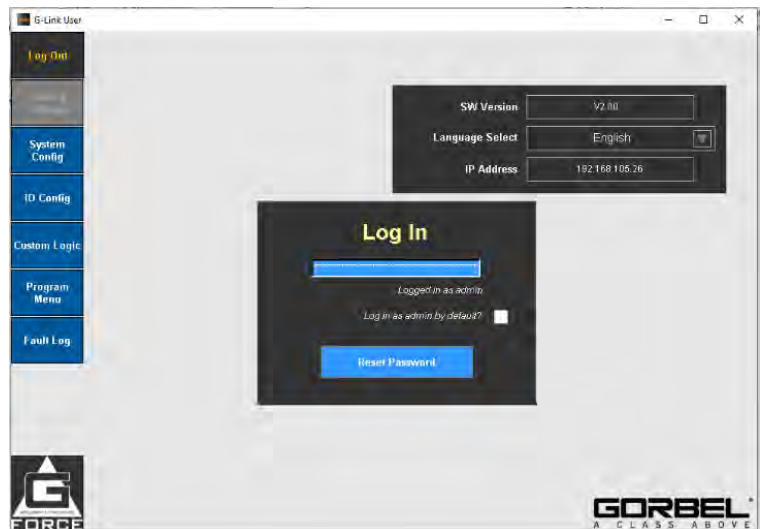 G-Link User
Log Out
System
Config
IO Config
Custom Logic
Program
Menu
Fault Log
SW Version
Language Select
English
IP Address
192.168.105.26
Log In
Logged in as admin
Log in as admin by default?
Reset Password
G
FORCE
GORBEL
A CLASS ABOVE